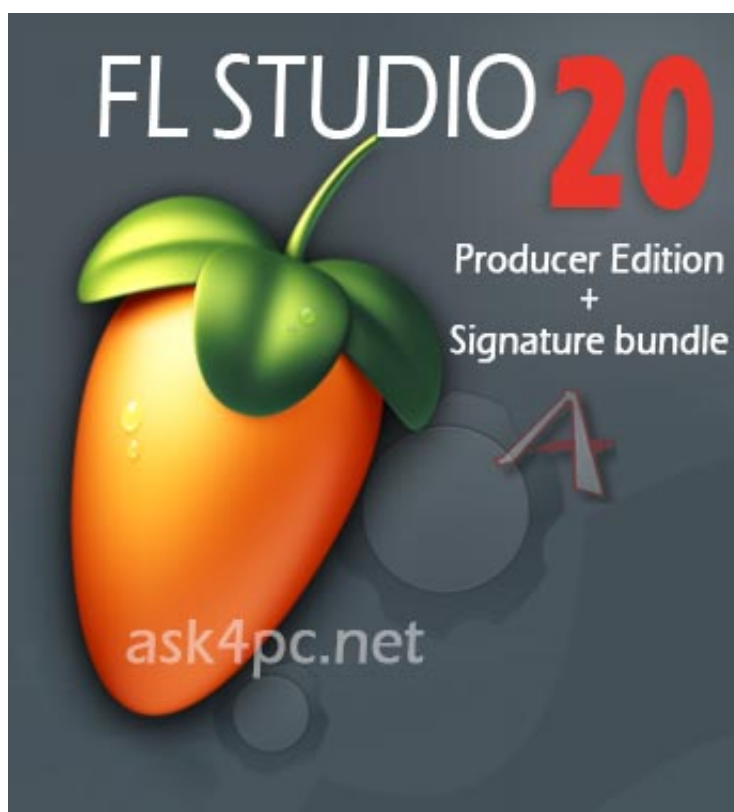 FL STUDIO 20
Producer Edition
+
Signature bundle
A
ask4pc.net